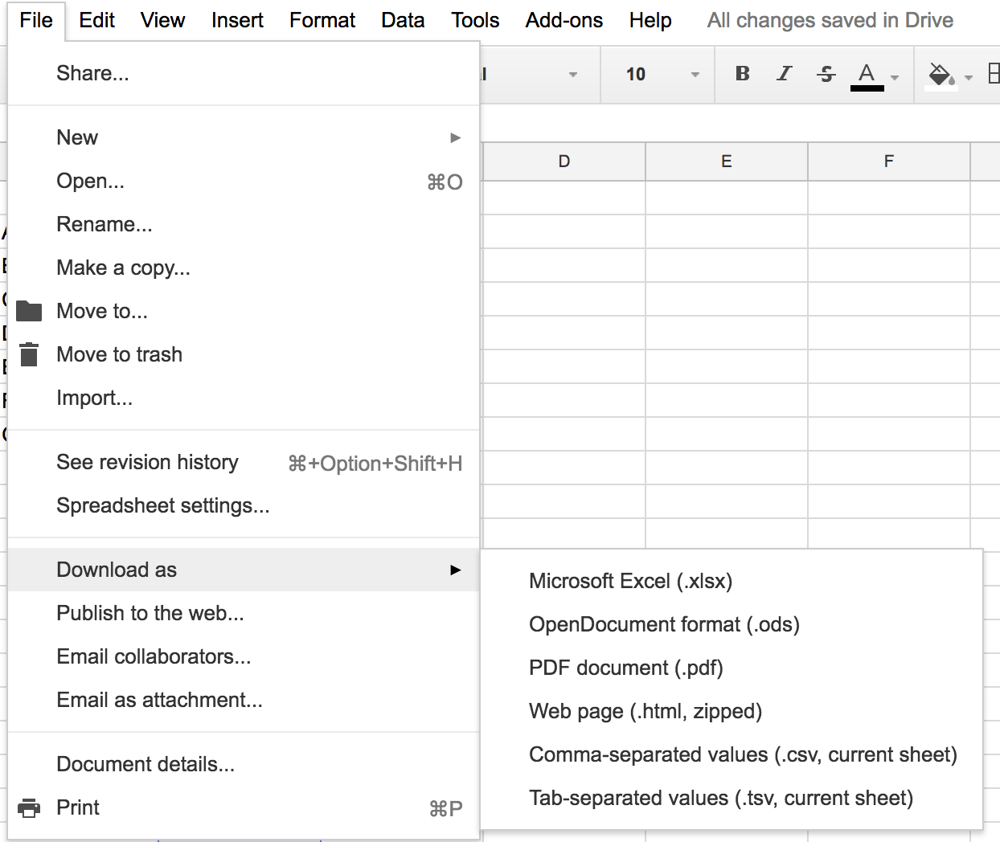 File Edit View Insert Format Data Tools Add-ons Help All changes saved in Drive
10 B I S A
Share...
New
Open... ⌘O
Rename...
Make a copy...
Move to...
Move to trash
Import...
See revision history ⌘+Option+Shift+H
Spreadsheet settings...
Download as
Publish to the web...
Email collaborators...
Email as attachment...
Document details...
Print ⌘P
D E F
Microsoft Excel (.xlsx)
OpenDocument format (.ods)
PDF document (.pdf)
Web page (.html, zipped)
Comma-separated values (.csv, current sheet)
Tab-separated values (.tsv, current sheet)